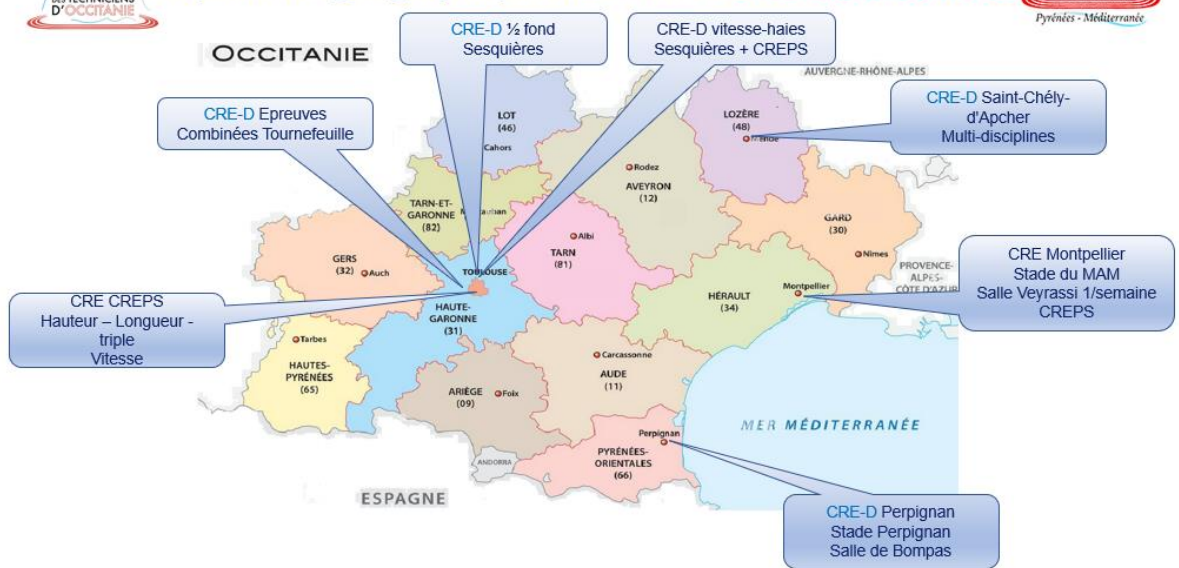 DES TECHNICIENS
D'OCCITANIE
Pyrénées - Méditerranée
OCCITANIE
CRE-D ½ fond
Sesquières
CRE-D vitesse-haies
Sesquières + CREPS
AUVERGNE-RHÔNE-ALPES
CRE-D Epreuves
Combinées Tournefeuille
CRE-D Saint-Chély-
d'Apcher
Multi-disciplines
LOT
(46)
Cahors
LOZÈRE
(48)
Rodez
AVEYRON
(12)
TARN-ET-
GARONNE
(82)
GARD
(30)
Nîmes
Albi
TARN
(81)
GERS
(32)
Auch
TOULOUSE
PROVENCE-
ALPES-
CÔTE D'AZUR
CRE Montpellier
Stade du MAM
Salle Veyrassi 1/semaine
CREPS
Montpellier
HÉRAULT
(34)
CRE CREPS
Hauteur – Longueur -
triple
Vitesse
HAUTE-
GARONNE
(31)
Tarbes
HAUTES-
PYRÉNÉES
(65)
Carcassonne
AUDE
(11)
ARIÈGE
(09)
Foix
MER MÉDITERRANÉE
Perpignan
PYRÉNÉES-
ORIENTALES
(66)
ANDORRA
ESPAGNE
CRE-D Perpignan
Stade Perpignan
Salle de Bompas